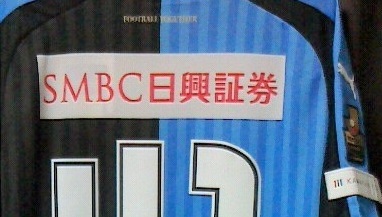 FOOTBALL TOGETHER
SMBC日興証券